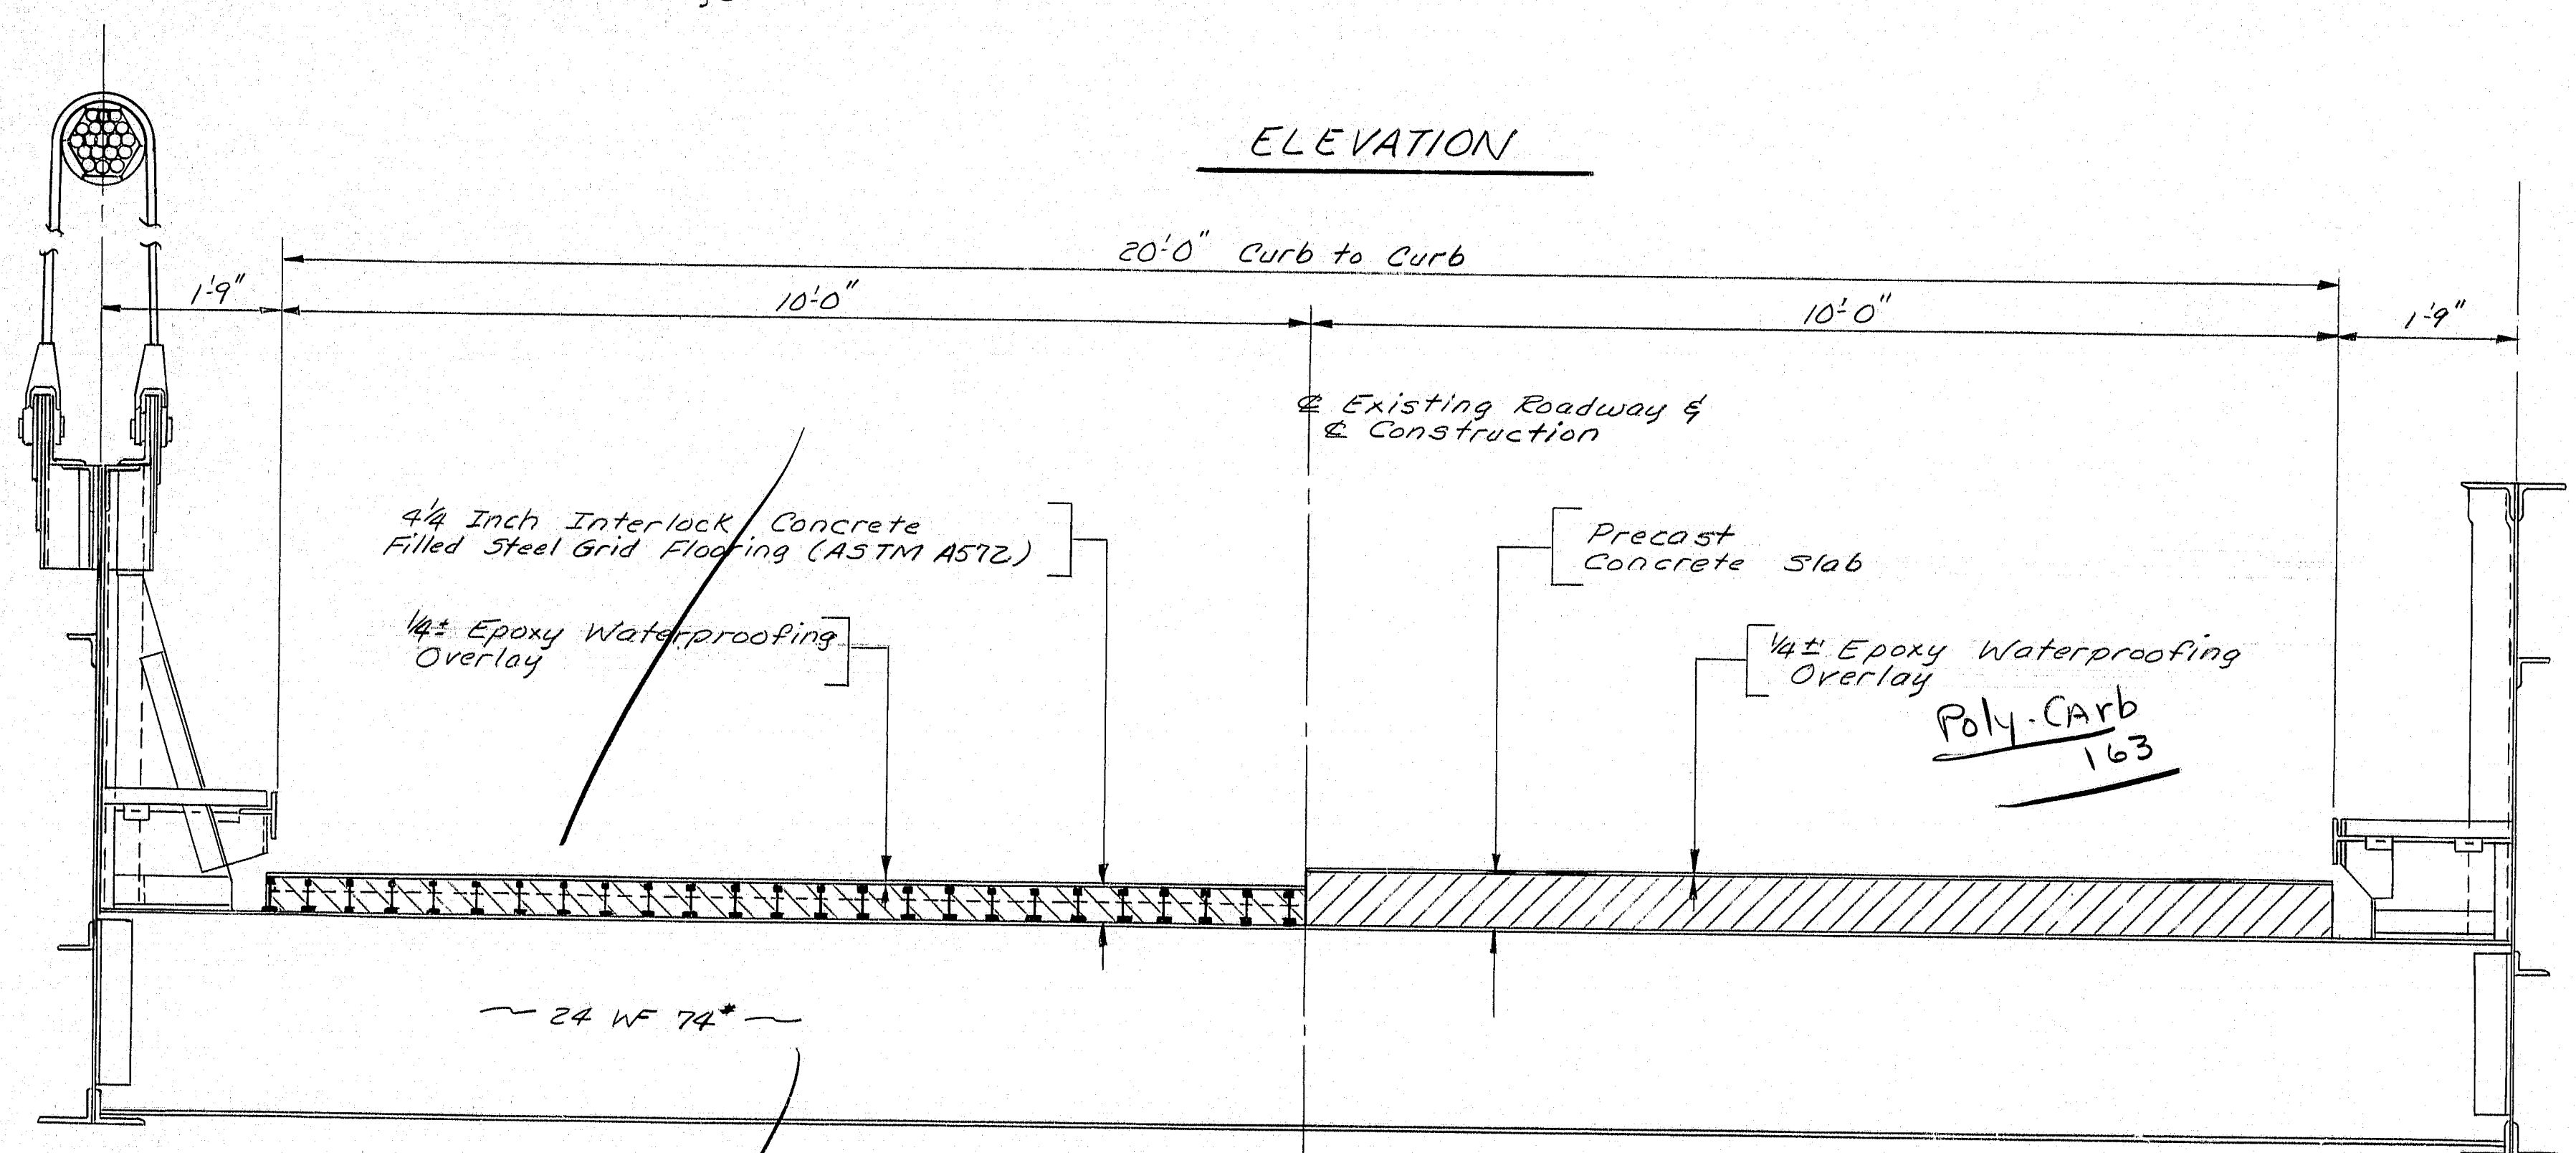 ELEVATION
20'-0" Curb to Curb
1'-9"
10'-0"
10'-0"
1'-9"
℄ Existing Roadway &
℄ Construction
4 1/4 Inch Interlock Concrete
Filled Steel Grid Flooring (ASTM A572)
Precast
Concrete Slab
1/4± Epoxy Waterproofing
Overlay
1/4± Epoxy Waterproofing
Overlay
Poly-CArb
163
24 WF 74#